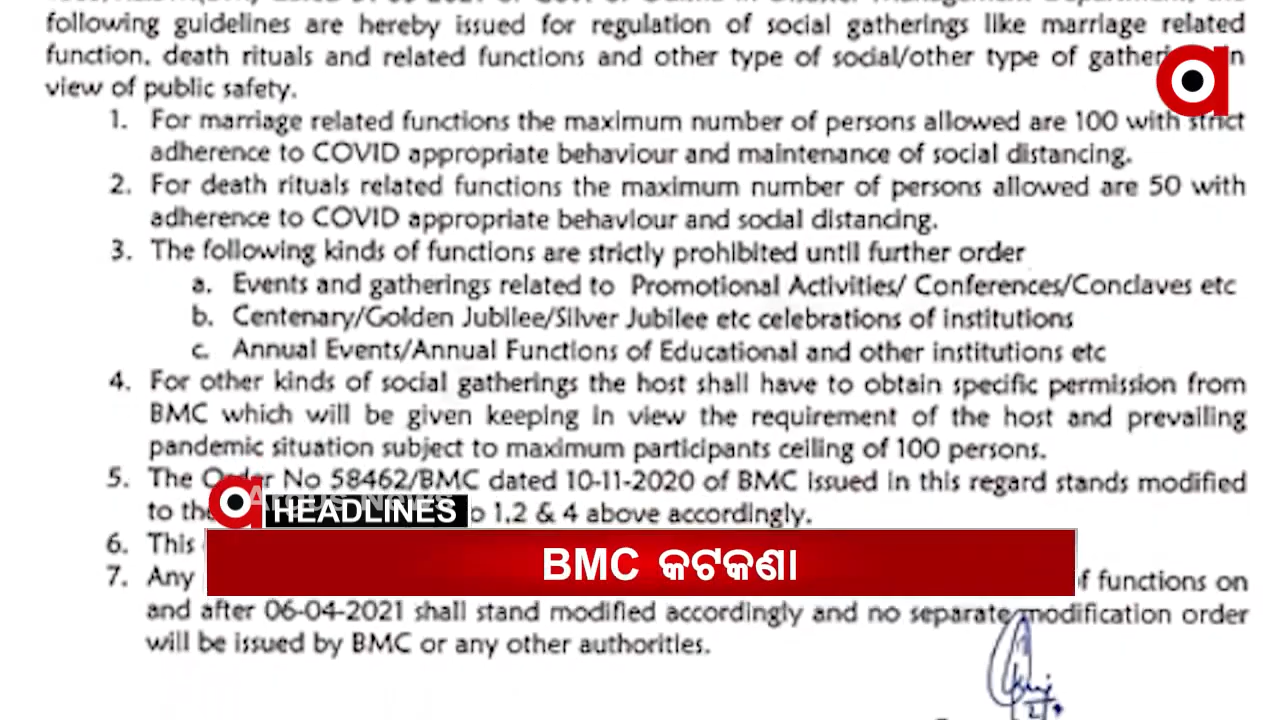 following guidelines are hereby issued for regulation of social gatherings like marriage related
function, death rituals and related functions and other type of social/other type of
view of public safety.
1. For marriage related functions the maximum number of persons allowed are 100 with strict
adherence to COVID appropriate behaviour and maintenance of social distancing.
2. For death rituals related functions the maximum number of persons allowed are 50 with
adherence to COVID appropriate behaviour and social distancing.
3. The following kinds of functions are strictly prohibited until further order
a. Events and gatherings related to Promotional Activities/ Conferences/Conclaves etc
b. Centenary/Golden Jubilee/Silver Jubilee etc celebrations of institutions
c. Annual Events/Annual Functions of Educational and other institutions etc
4. For other kinds of social gatherings the host shall have to obtain specific permission from
BMC which will be given keeping in view the requirement of the host and prevailing
pandemic situation subject to maximum participants ceiling of 100 persons.
5. The Order No 58462/BMC dated 10-11-2020 of BMC issued in this regard stands modified
to 1,2 & 4 above accordingly.
HEADLINES
6. This
BMC କଟକଣା
7. Any of functions on
and after 06-04-2021 shall stand modified accordingly and no separate modification order
will be issued by BMC or any other authorities.